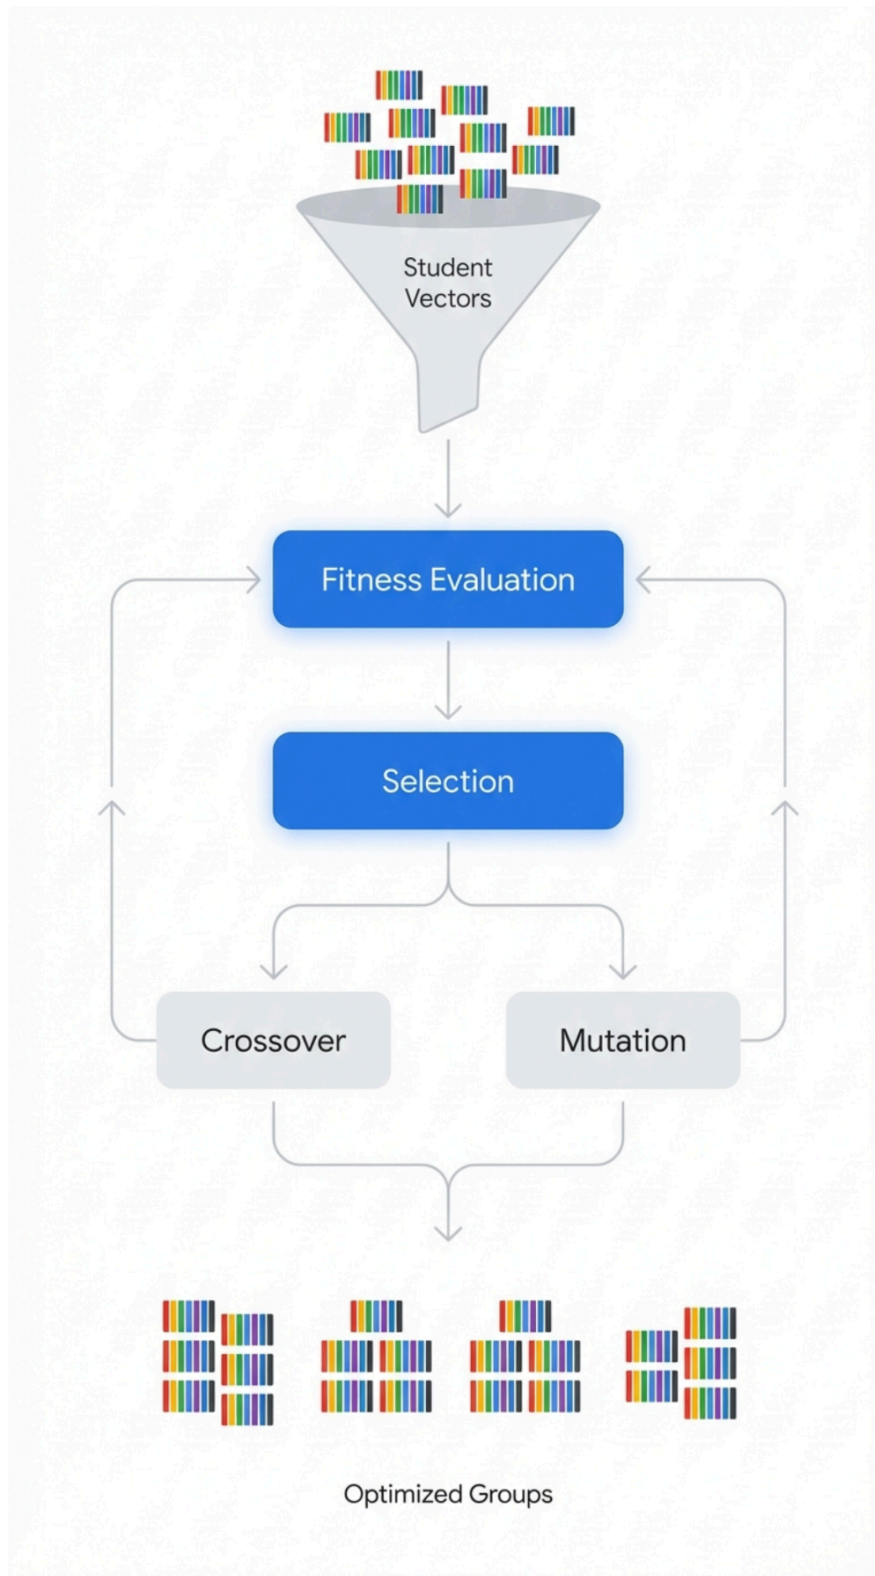 Student
Vectors
Fitness Evaluation
Selection
Crossover
Mutation
Optimized Groups